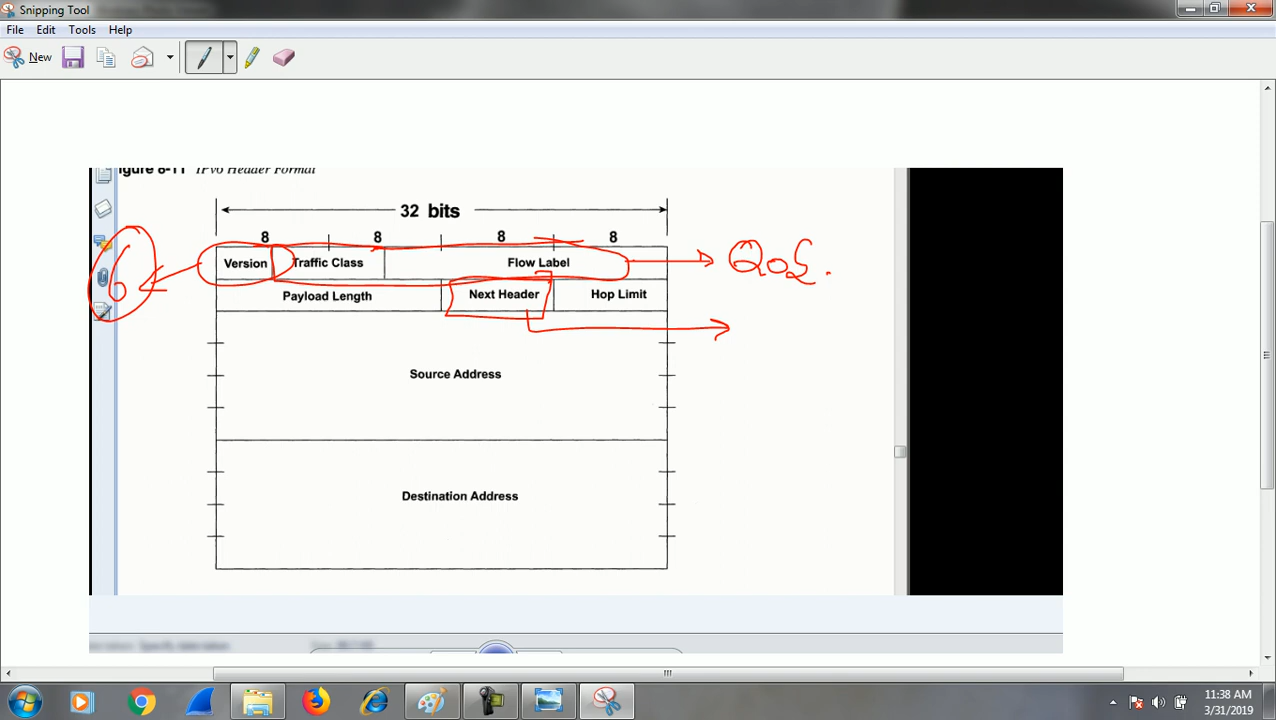 Snipping Tool
File Edit Tools Help
New
igure 6-11 IPv6 Header Format
32 bits
8 8 8 8
Version Traffic Class Flow Label
QoS.
6
Payload Length Next Header Hop Limit
Source Address
Destination Address
11:38 AM
3/31/2019